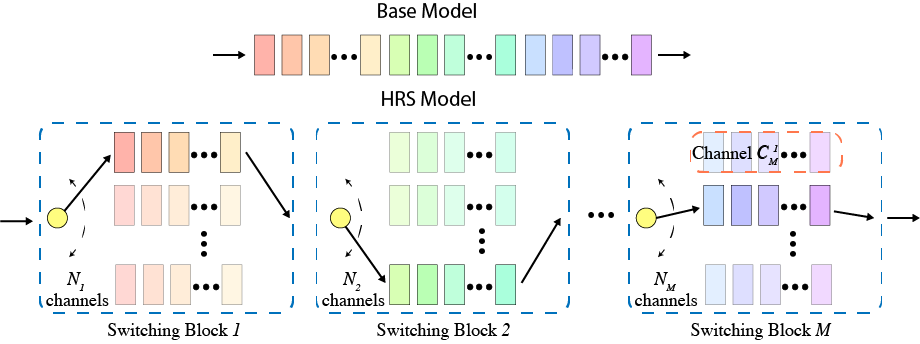 Base Model
HRS Model
Channel C_M^1
N_1
channels
N_2
channels
N_M
channels
Switching Block 1
Switching Block 2
Switching Block M